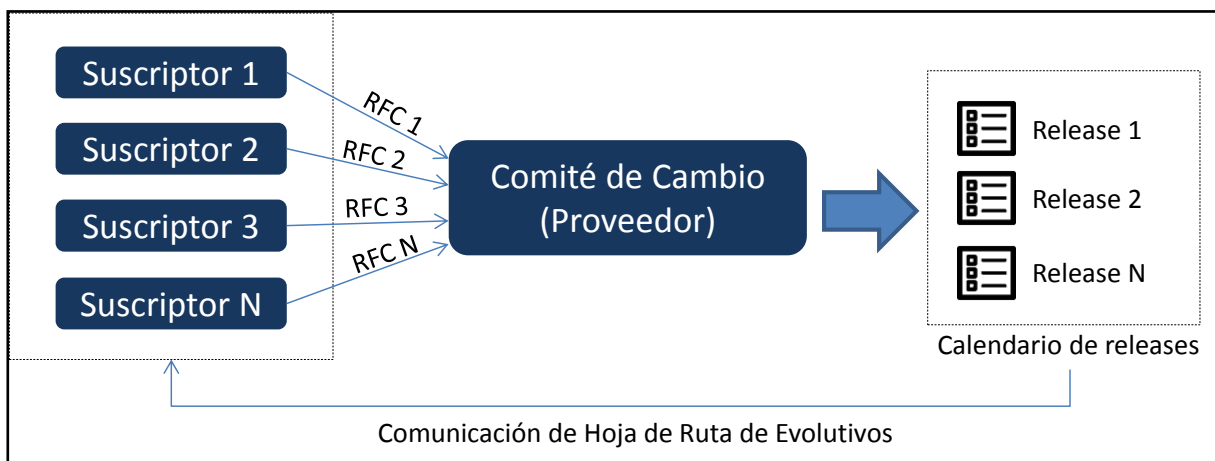 Suscriptor 1
Suscriptor 2
Suscriptor 3
Suscriptor N
RFC 1
RFC 2
RFC 3
RFC N
Comité de Cambio
(Proveedor)
Release 1
Release 2
Release N
Calendario de releases
Comunicación de Hoja de Ruta de Evolutivos